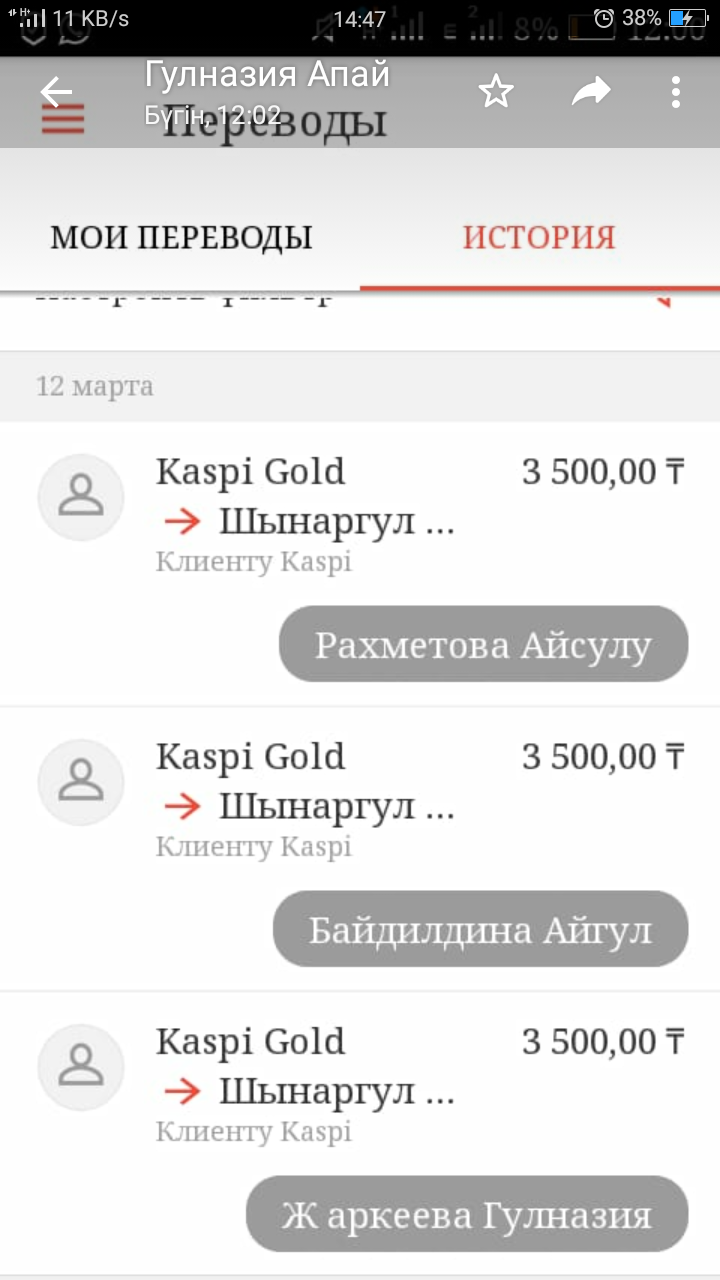 11 KB/s 14:47 38%
8% 12:00
Гулназия Апай
Бүгін, 12:02
Переводы
МОИ ПЕРЕВОДЫ ИСТОРИЯ
12 марта
Kaspi Gold 3 500,00 ₸
→ Шынаргул ...
Клиенту Kaspi
Рахметова Айсулу
Kaspi Gold 3 500,00 ₸
→ Шынаргул ...
Клиенту Kaspi
Байдилдина Айгул
Kaspi Gold 3 500,00 ₸
→ Шынаргул ...
Клиенту Kaspi
Ж аркеева Гулназия